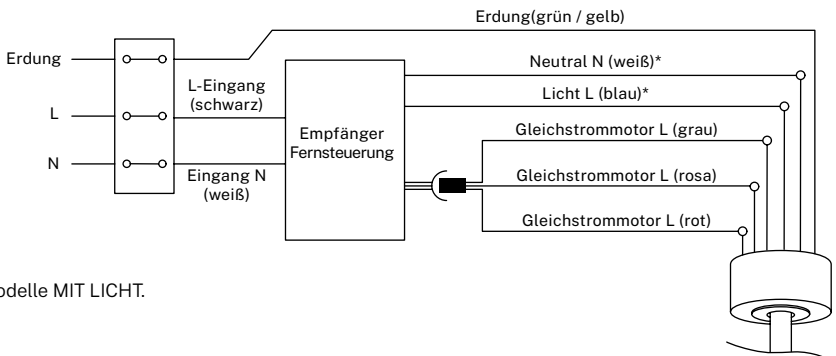 Erdung(grün / gelb)
Erdung
L-Eingang
(schwarz)
Neutral N (weiß)*
Licht L (blau)*
L
Empfänger
Fernsteuerung
Gleichstrommotor L (grau)
N
Eingang N
(weiß)
Gleichstrommotor L (rosa)
Gleichstrommotor L (rot)
MIT LICHT.